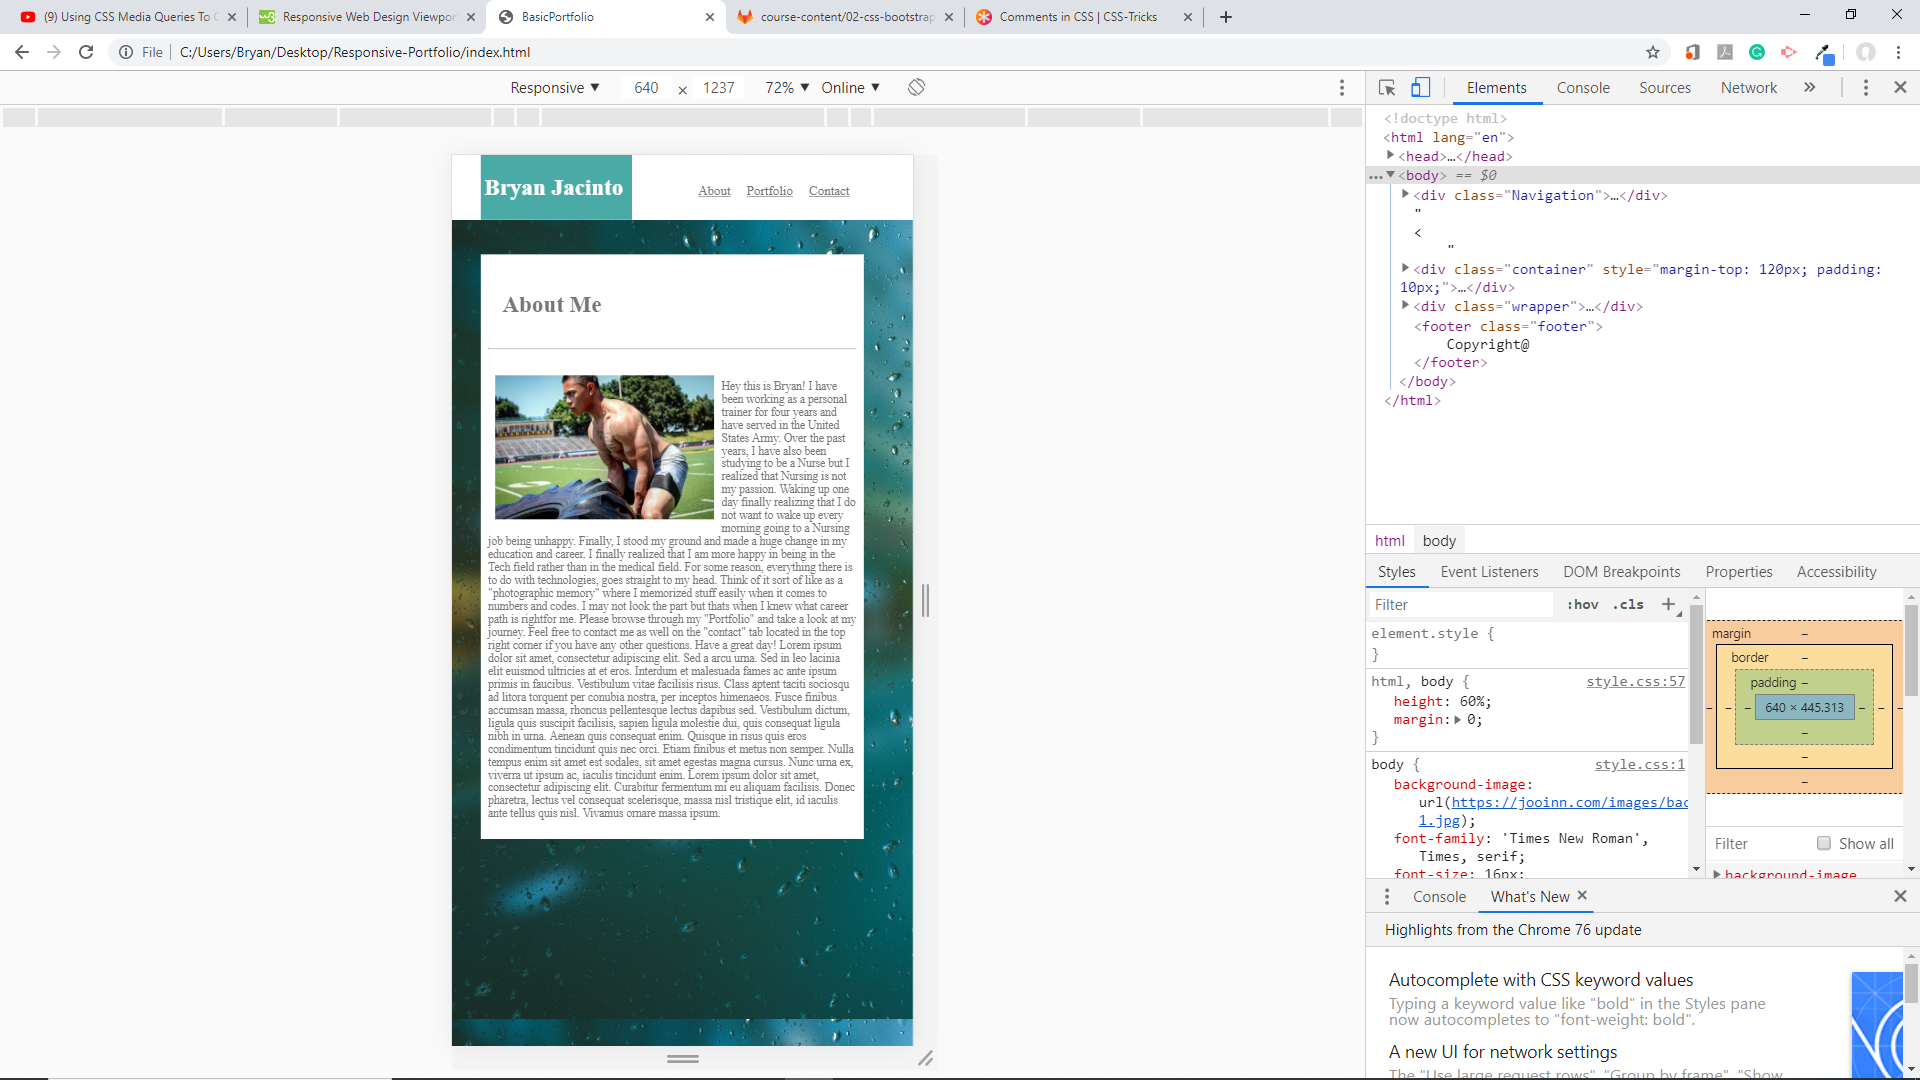 (9) Using CSS Media Queries To C
Responsive Web Design Viewpor
BasicPortfolio
course-content/02-css-bootstrap
Comments in CSS | CSS-Tricks
File
C:/Users/Bryan/Desktop/Responsive-Portfolio/index.html
Responsive ▼ 640 × 1237 72% ▼ Online ▼
Elements Console Sources Network »
Bryan Jacinto
About Portfolio Contact
About Me
Hey this is Bryan! I have
been working as a personal
trainer for four years and
have served in the United
States Army. Over the past
years, I have also been
studying to be a Nurse but I
realized that Nursing is not
my passion. Waking up one
day finally realizing that I do
not want to wake up every
morning going to a Nursing
job being unhappy. Finally, I stood my ground and made a huge change in my
education and career. I finally realized that I am more happy in being in the
Tech field rather than in the medical field. For some reason, everything there is
to do with technologies, goes straight to my head. Think of it sort of like as a
"photographic memory" where I memorized stuff easily when it comes to
numbers and codes. I may not look the part but thats when I knew what career
path is rightfor me. Please browse through my "Portfolio" and take a look at my
journey. Feel free to contact me as well on the "contact" tab located in the top
right corner if you have any other questions. Have a great day! Lorem ipsum
dolor sit amet, consectetur adipiscing elit. Sed a arcu urna. Sed in leo lacinia
elit euismod ultricies at et eros. Interdum et malesuada fames ac ante ipsum
primis in faucibus. Vestibulum vitae facilisis risus. Class aptent taciti sociosqu
ad litora torquent per conubia nostra, per inceptos himenaeos. Fusce finibus
accumsan massa, rhoncus pellentesque lectus dapibus sed. Vestibulum dictum,
ligula quis suscipit facilisis, sapien ligula molestie dui, quis consequat ligula
nibh in urna. Aenean quis consequat enim. Quisque in risus quis eros
condimentum tincidunt quis nec orci. Etiam finibus et metus non semper. Nulla
tempus enim sit amet est sodales, sit amet egestas magna cursus. Nunc urna ex,
viverra ut ipsum ac, iaculis tincidunt enim. Lorem ipsum dolor sit amet,
consectetur adipiscing elit. Curabitur fermentum mi eu aliquam facilisis. Donec
pharetra, lectus vel consequat scelerisque, massa nisl tristique elit, id iaculis
ante tellus quis nisl. Vivamus ornare massa ipsum.
<!doctype html>
<html lang="en">
<head>…</head>
… <body> == $0
<div class="Navigation">…</div>
"
<
"
<div class="container" style="margin-top: 120px; padding:
10px;">…</div>
<div class="wrapper">…</div>
<footer class="footer">
Copyright@
</footer>
</body>
</html>
html body
Styles Event Listeners DOM Breakpoints Properties Accessibility
Filter :hov .cls +
element.style {
}
html, body { style.css:57
height: 60%;
margin: 0;
}
body { style.css:1
background-image:
url(https://jooinn.com/images/bac
1.jpg);
font-family: 'Times New Roman',
Times, serif;
font-size: 16px;
margin –
border –
padding –
– – – 640 × 445.313 – – –
–
–
–
Filter Show all
background-image
Console What's New
Highlights from the Chrome 76 update
Autocomplete with CSS keyword values
Typing a keyword value like "bold" in the Styles pane
now autocompletes to "font-weight: bold".
A new UI for network settings
The "Use large request rows", "Group by frame", "Show